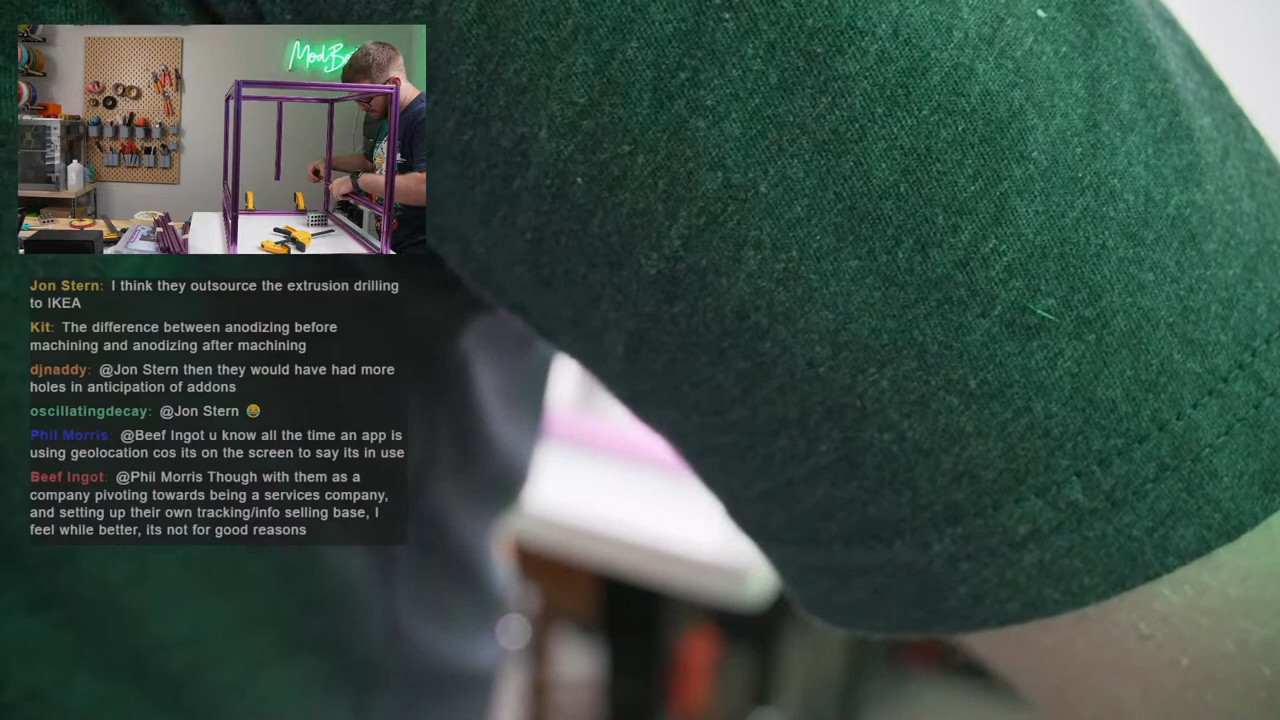 ModBo
Jon Stern: I think they outsource the extrusion drilling
to IKEA
Kit: The difference between anodizing before
machining and anodizing after machining
djnaddy: @Jon Stern then they would have had more
holes in anticipation of addons
oscillatingdecay: @Jon Stern 😂
Phil Morris: @Beef Ingot u know all the time an app is
using geolocation cos its on the screen to say its in use
Beef Ingot: @Phil Morris Though with them as a
company pivoting towards being a services company,
and setting up their own tracking/info selling base, I
feel while better, its not for good reasons